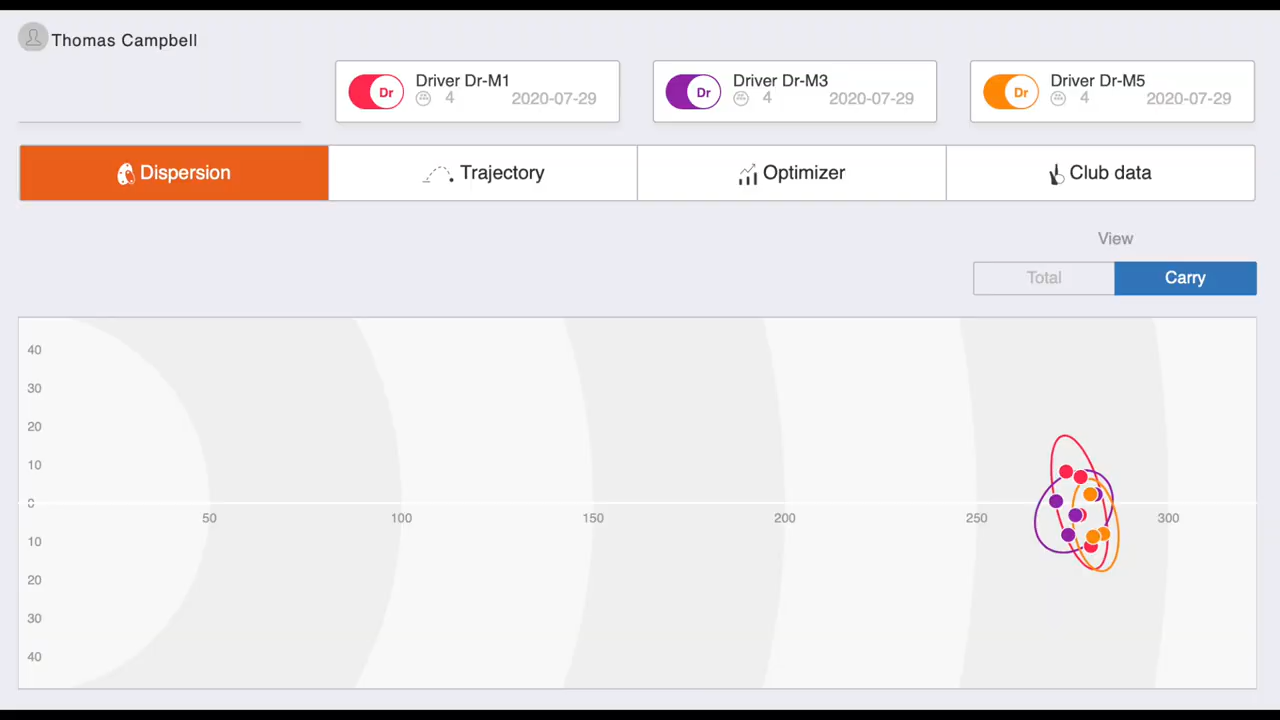 Thomas Campbell
Dr Driver Dr-M1
4 2020-07-29
Dr Driver Dr-M3
4 2020-07-29
Dr Driver Dr-M5
4 2020-07-29
Dispersion Trajectory Optimizer Club data
View
Total Carry
40
30
20
10
0
50 100 150 200 250 300
10
20
30
40